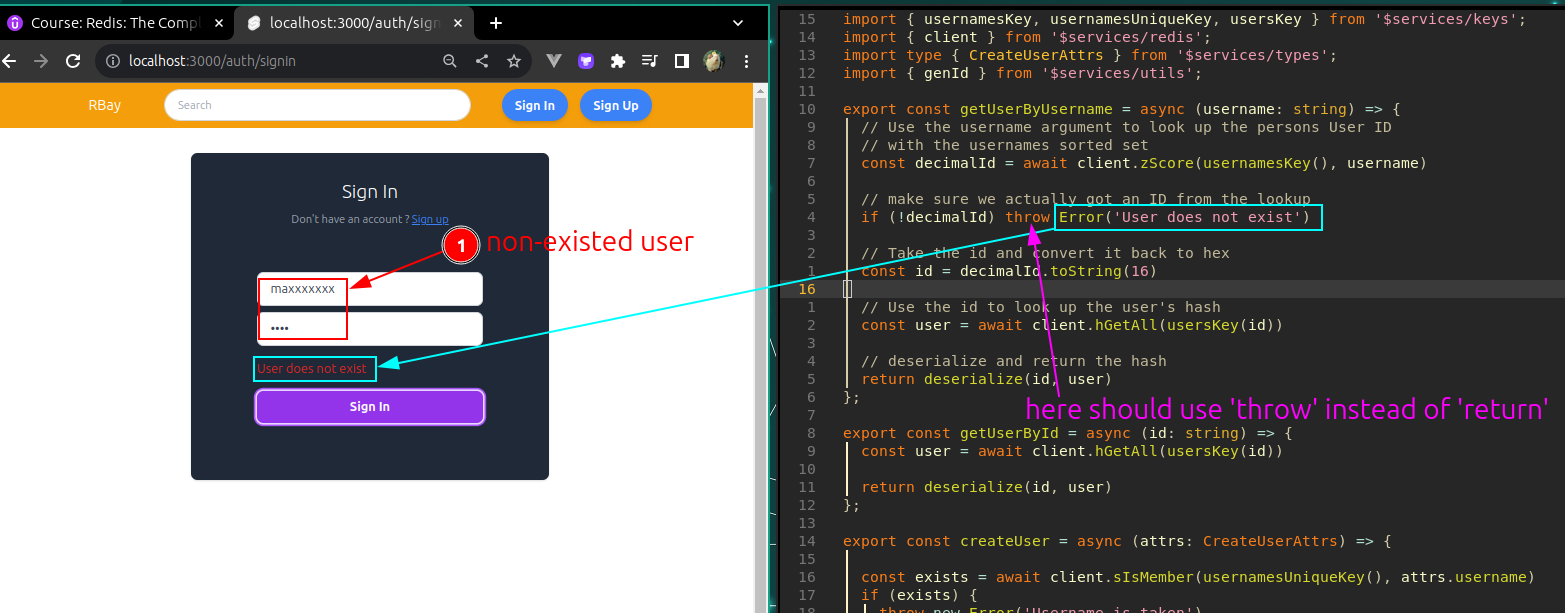 Course: Redis: The Compl
localhost:3000/auth/sign
localhost:3000/auth/signin
RBay
Search
Sign In
Sign Up
Sign In
Don't have an account ? Sign up
1
non-existed user
maxxxxxxx
••••
User does not exist
Sign In
15 import { usernamesKey, usernamesUniqueKey, usersKey } from '$services/keys';
14 import { client } from '$services/redis';
13 import type { CreateUserAttrs } from '$services/types';
12 import { genId } from '$services/utils';
11
10 export const getUserByUsername = async (username: string) => {
9 // Use the username argument to look up the persons User ID
8 // with the usernames sorted set
7 const decimalId = await client.zScore(usernamesKey(), username)
6
5 // make sure we actually got an ID from the lookup
4 if (!decimalId) throw Error('User does not exist')
3
2 // Take the id and convert it back to hex
1 const id = decimalId.toString(16)
16
1 // Use the id to look up the user's hash
2 const user = await client.hGetAll(usersKey(id))
3
4 // deserialize and return the hash
5 return deserialize(id, user)
6 };
here should use 'throw' instead of 'return'
7
8 export const getUserById = async (id: string) => {
9 const user = await client.hGetAll(usersKey(id))
10
11 return deserialize(id, user)
12 };
13
14 export const createUser = async (attrs: CreateUserAttrs) => {
15
16 const exists = await client.sIsMember(usernamesUniqueKey(), attrs.username)
17 if (exists) {
18 throw new Error('Username is taken')